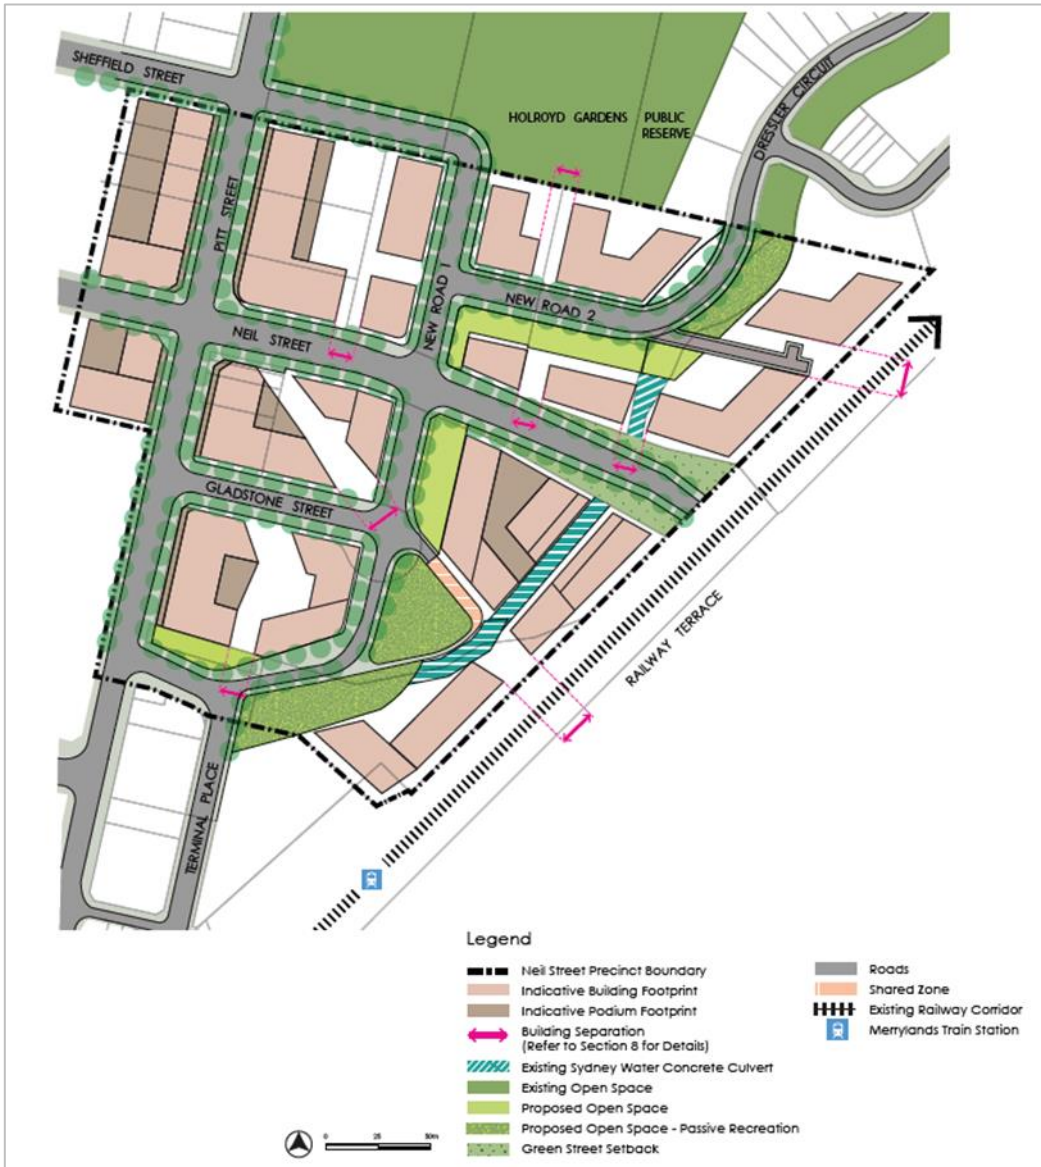 SHEFFIELD STREET
HOLROYD GARDENS PUBLIC
RESERVE
DRESSLER CIRCUIT
PITT STREET
NEW ROAD 1
NEW ROAD 2
NEIL STREET
GLADSTONE STREET
RAILWAY TERRACE
TERMINAL PLACE
Legend
Neil Street Precinct Boundary
Indicative Building Footprint
Indicative Podium Footprint
Building Separation
(Refer to Section 8 for Details)
Existing Sydney Water Concrete Culvert
Existing Open Space
Proposed Open Space
Proposed Open Space - Passive Recreation
Green Street Setback
Roads
Shared Zone
Existing Railway Corridor
Merrylands Train Station
0 25 50m